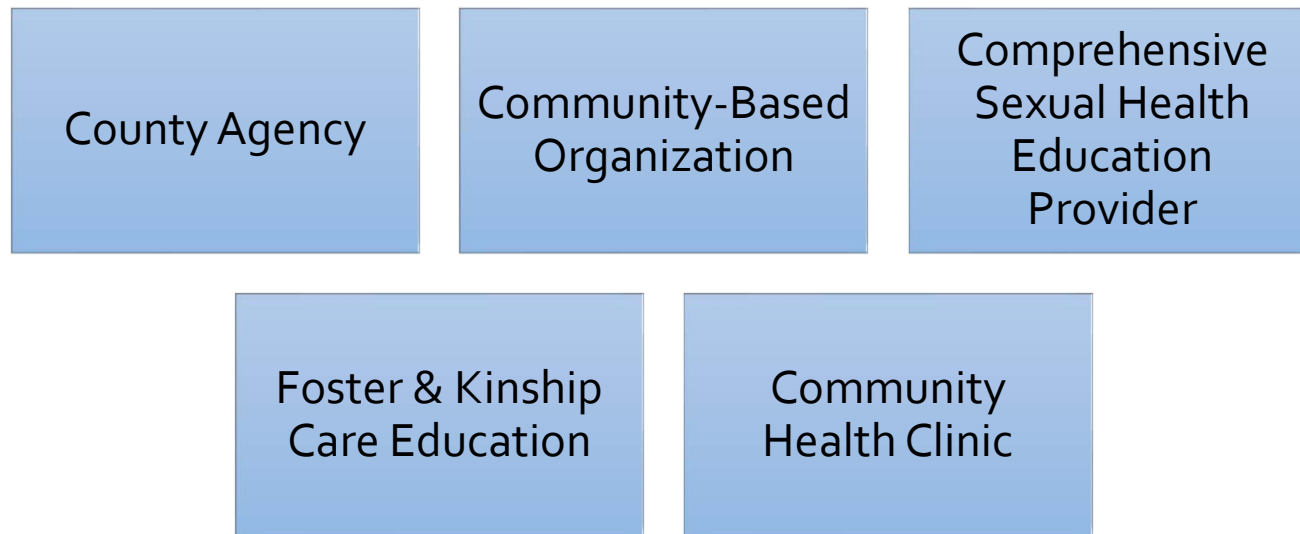 County Agency
Community-Based
Organization
Comprehensive
Sexual Health
Education
Provider
Foster & Kinship
Care Education
Community
Health Clinic